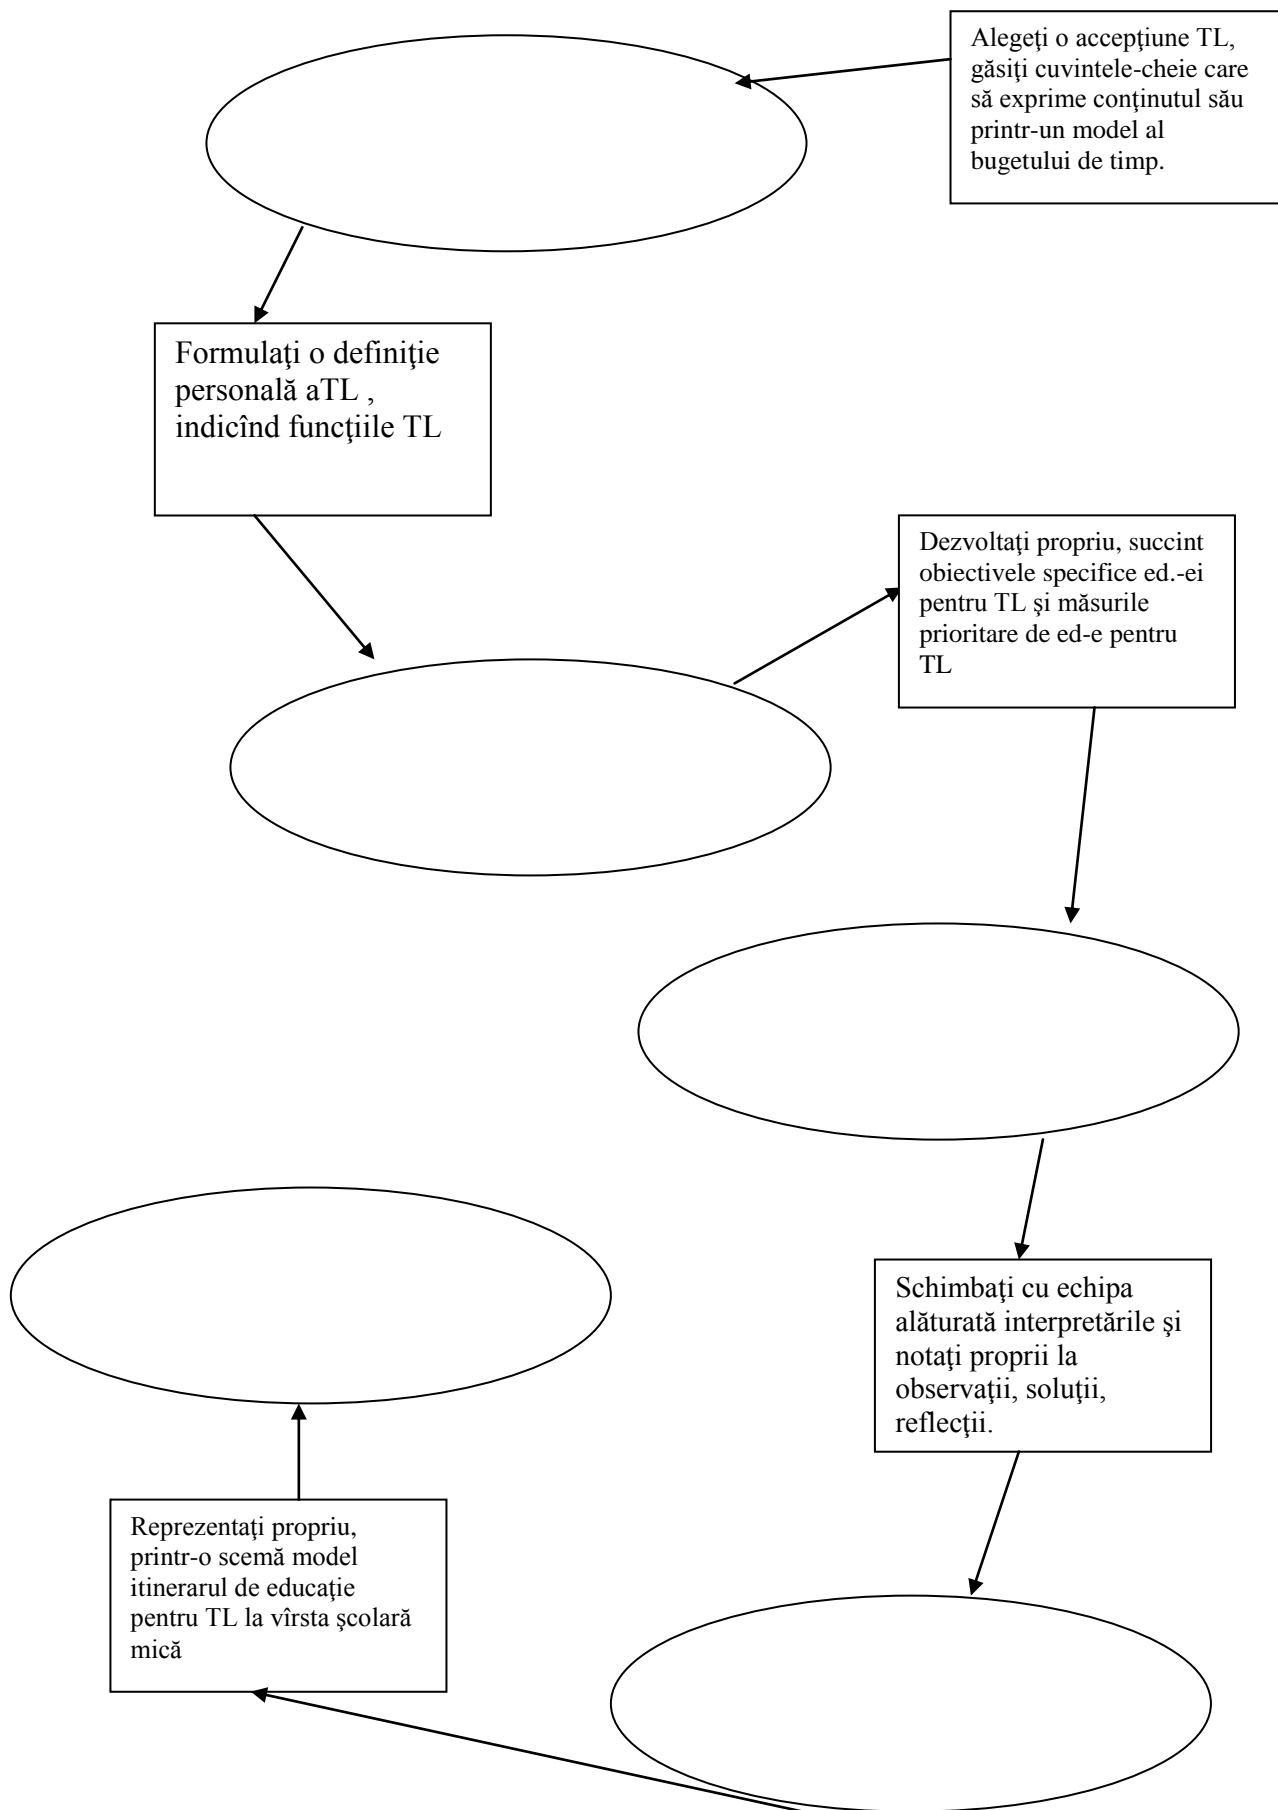 Alegeţi o accepţiune TL,
găsiţi cuvintele-cheie care
să exprime conţinutul său
printr-un model al
bugetului de timp.
Formulaţi o definiţie
personală aTL ,
indicînd funcţiile TL
Dezvoltaţi propriu, succint
obiectivele specifice ed.-ei
pentru TL şi măsurile
prioritare de ed-e pentru
TL
Schimbaţi cu echipa
alăturată interpretările şi
notaţi proprii la
observaţii, soluţii,
reflecţii.
Reprezentaţi propriu,
printr-o scemă model
itinerarul de educaţie
pentru TL la vîrsta şcolară
mică